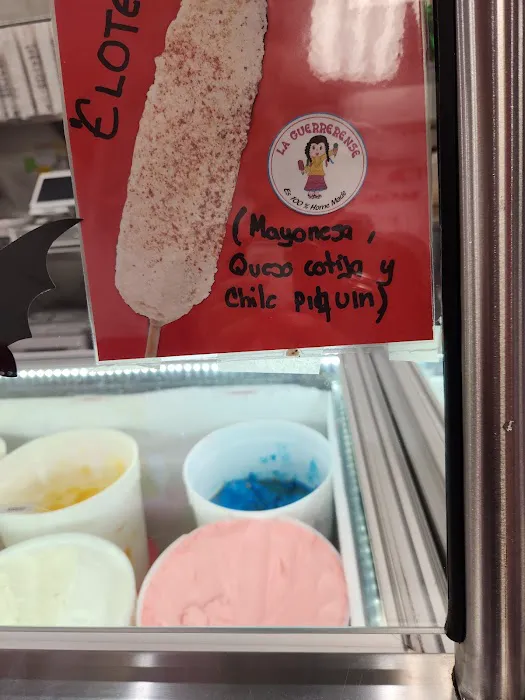 ELOTE
LA GUERRERENSE
Es 100% Home Made
(Mayonesa,
Queso cotija y
Chile piquin)